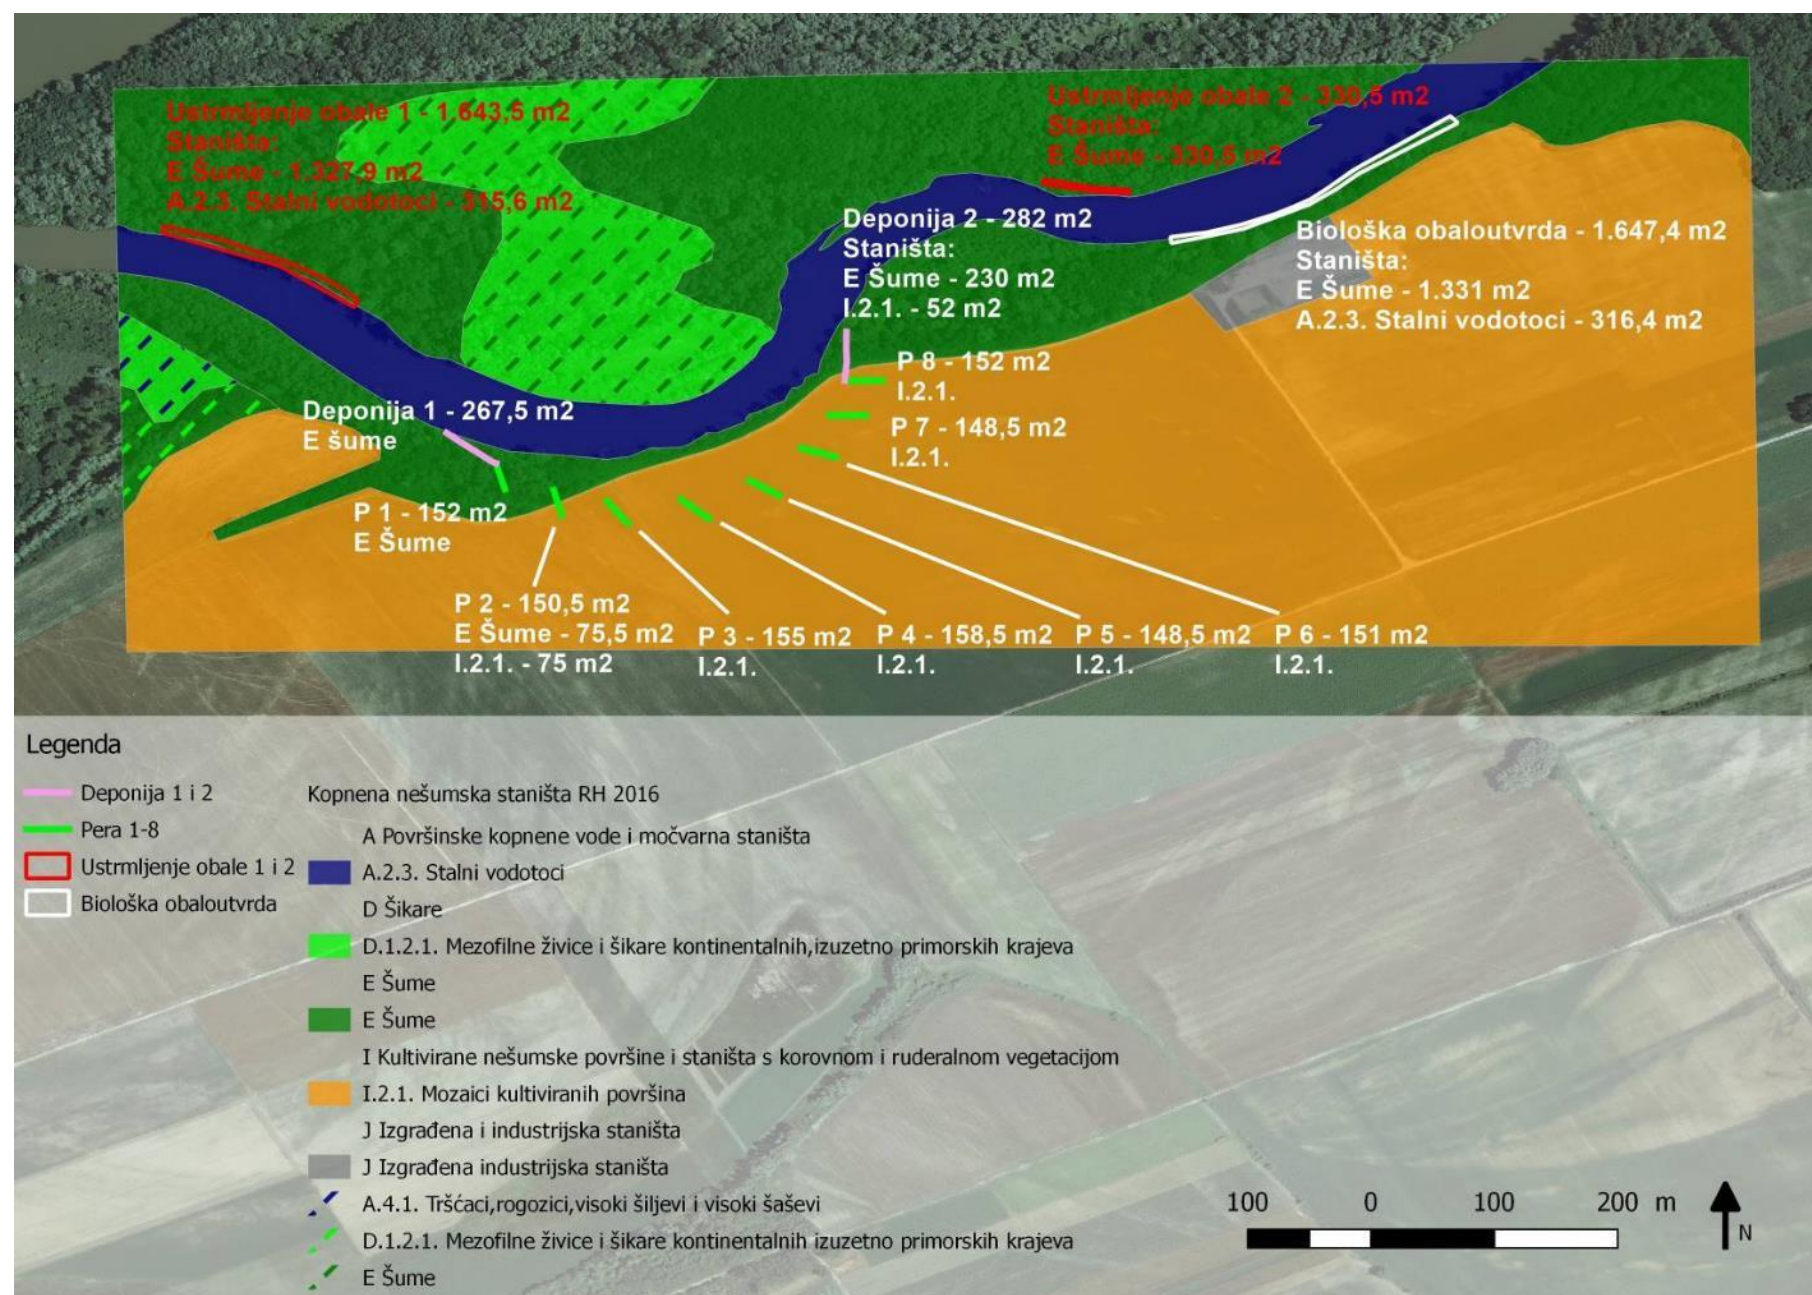 Ustrmljenje obale 1 - 1.643,5 m2
Staništa:
E Šume - 1.327,9 m2
A.2.3. Stalni vodotoci - 315,6 m2
Ustrmljenje obale 2 - 330,5 m2
Staništa:
E Šume - 330,5 m2
Deponija 2 - 282 m2
Staništa:
E Šume - 230 m2
I.2.1. - 52 m2
Biološka obaloutvrda - 1.647,4 m2
Staništa:
E Šume - 1.331 m2
A.2.3. Stalni vodotoci - 316,4 m2
P 8 - 152 m2
I.2.1.
Deponija 1 - 267,5 m2
E šume
P 7 - 148,5 m2
I.2.1.
P 1 - 152 m2
E Šume
P 2 - 150,5 m2
E Šume - 75,5 m2
I.2.1. - 75 m2
P 3 - 155 m2
I.2.1.
P 4 - 158,5 m2
I.2.1.
P 5 - 148,5 m2
I.2.1.
P 6 - 151 m2
I.2.1.
Legenda
Deponija 1 i 2
Pera 1-8
Ustrmljenje obale 1 i 2
Biološka obaloutvrda
Kopnena nešumska staništa RH 2016
A Površinske kopnene vode i močvarna staništa
A.2.3. Stalni vodotoci
D Šikare
D.1.2.1. Mezofilne živice i šikare kontinentalnih,izuzetno primorskih krajeva
E Šume
E Šume
I Kultivirane nešumske površine i staništa s korovnom i ruderalnom vegetacijom
I.2.1. Mozaici kultiviranih površina
J Izgrađena i industrijska staništa
J Izgrađena industrijska staništa
A.4.1. Tršćaci,rogozici,visoki šiljevi i visoki šaševi
D.1.2.1. Mezofilne živice i šikare kontinentalnih izuzetno primorskih krajeva
E Šume
100 0 100 200 m
N